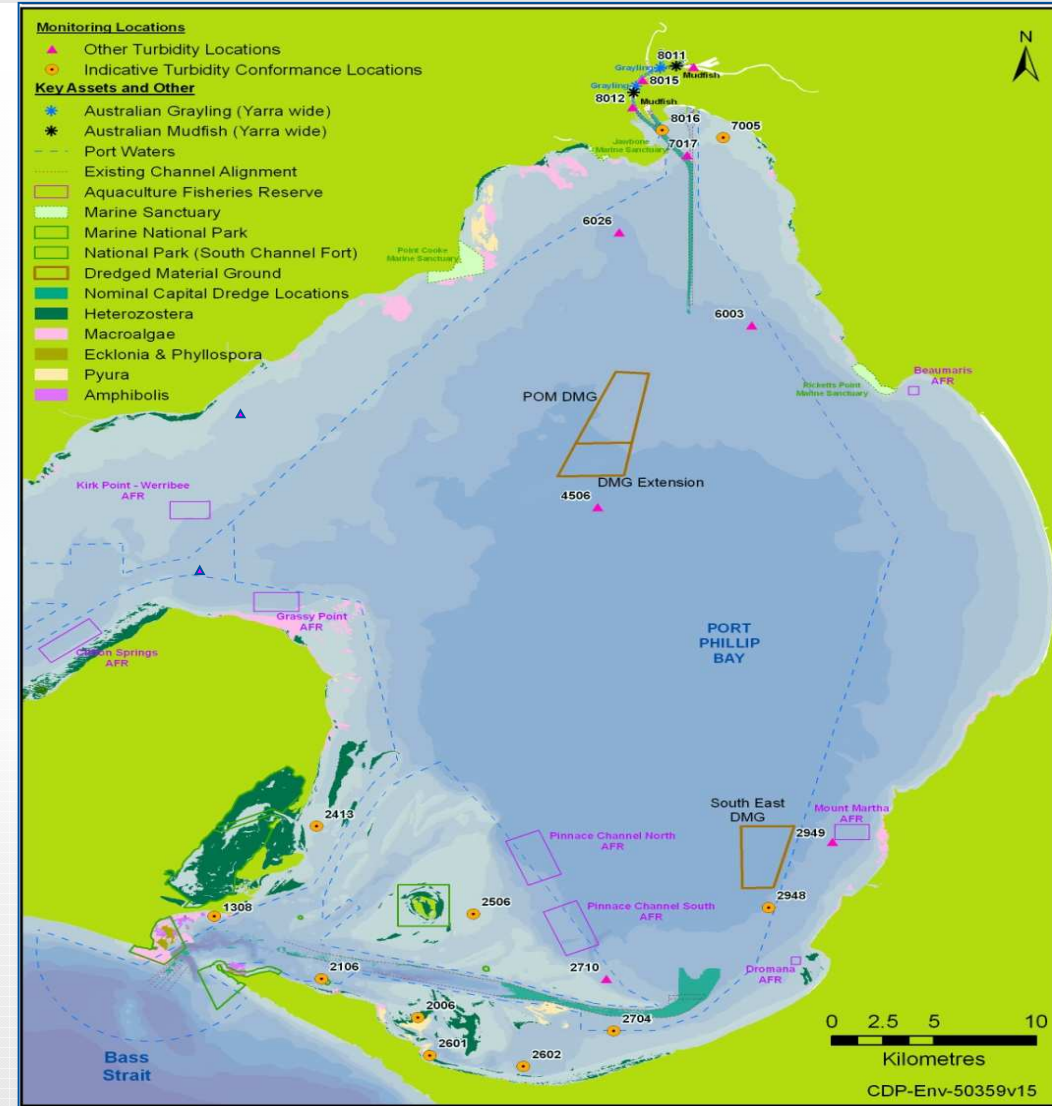 Monitoring Locations
Other Turbidity Locations
Indicative Turbidity Conformance Locations
Key Assets and Other
Australian Grayling (Yarra wide)
Australian Mudfish (Yarra wide)
Port Waters
Existing Channel Alignment
Aquaculture Fisheries Reserve
Marine Sanctuary
Marine National Park
National Park (South Channel Fort)
Dredged Material Ground
Nominal Capital Dredge Locations
Heterozostera
Macroalgae
Ecklonia & Phyllospora
Pyura
Amphibolis
N
8011
Grayling
Mudfish
8015
Grayling
8012
Mudfish
8016
7005
Jawbone
Marine Sanctuary
7017
6026
Point Cooke
Marine Sanctuary
6003
Ricketts Point
Marine Sanctuary
Beaumaris
AFR
POM DMG
DMG Extension
4506
Kirk Point - Werribee
AFR
Grassy Point
AFR
Clifton Springs
AFR
PORT
PHILLIP
BAY
South East
DMG
Mount Martha
AFR
2949
2413
Pinnace Channel North
AFR
2948
1308
2506
Pinnace Channel South
AFR
2106
2710
Dromana
AFR
2006
2704
2601
2602
Bass
Strait
0 2.5 5 10
Kilometres
CDP-Env-50359v15